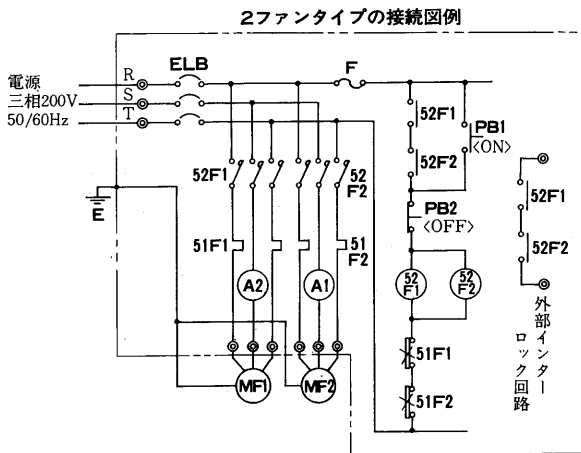 2ファンタイプの接続図例
電源
三相200V
50/60Hz
R
S
T
ELB
F
E
52F1
52
F2
51F1
51
F2
A2
A1
MF1
MF2
52F1
52F2
PB1
〈ON〉
PB2
〈OFF〉
52
F1
52
F2
51F1
51F2
52F1
52F2
外部インター
ロック回路